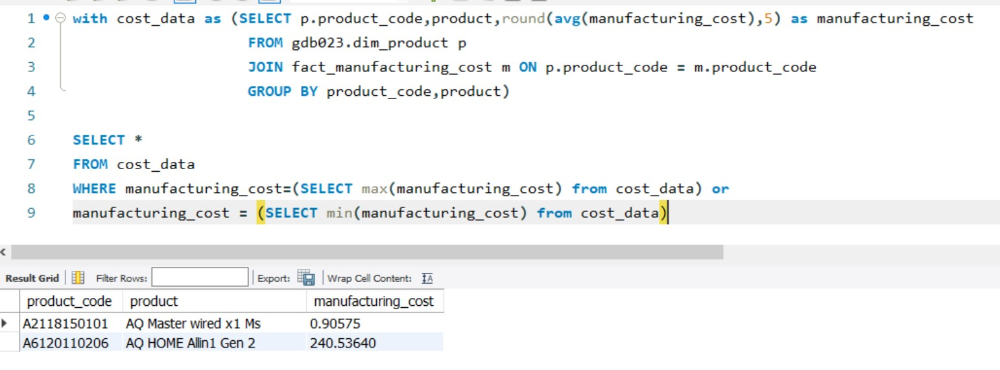 1 with cost_data as (SELECT p.product_code,product,round(avg(manufacturing_cost),5) as manufacturing_cost
2 FROM gdb023.dim_product p
3 JOIN fact_manufacturing_cost m ON p.product_code = m.product_code
4 GROUP BY product_code,product)
5
6 SELECT *
7 FROM cost_data
8 WHERE manufacturing_cost=(SELECT max(manufacturing_cost) from cost_data) or
9 manufacturing_cost = (SELECT min(manufacturing_cost) from cost_data)
Result Grid Filter Rows: Export: Wrap Cell Content: IA
product_code product manufacturing_cost
A2118150101 AQ Master wired x1 Ms 0.90575
A6120110206 AQ HOME Allin1 Gen 2 240.53640